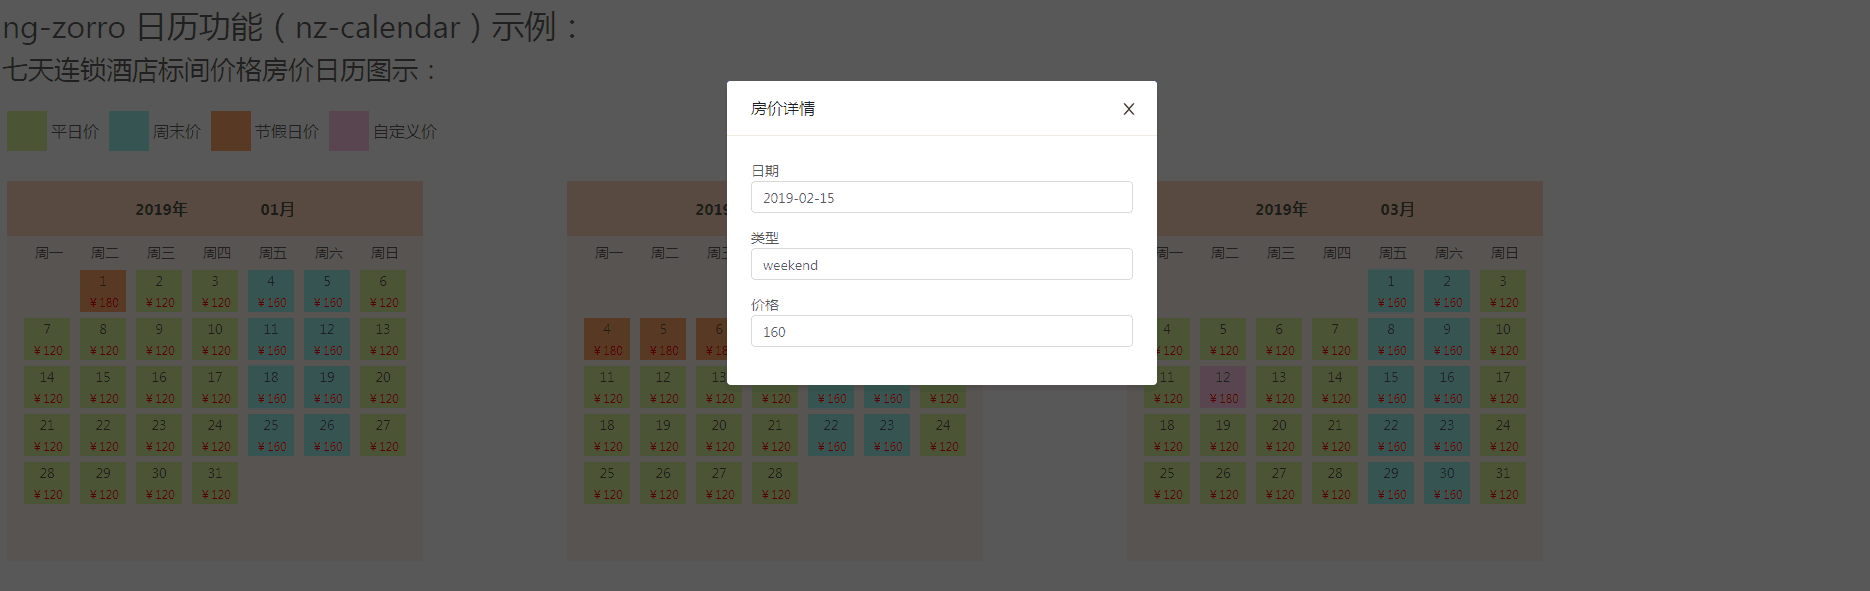 ng-zorro 日历功能（nz-calendar）示例：
七天连锁酒店标间价格房价日历图示：
平日价 周末价 节假日价 自定义价
房价详情
日期
2019-02-15
类型
weekend
价格
160
2019年 01月
周一 周二 周三 周四 周五 周六 周日
1 2 3 4 5 6
¥180 ¥120 ¥120 ¥160 ¥160 ¥120
7 8 9 10 11 12 13
¥120 ¥120 ¥120 ¥120 ¥160 ¥160 ¥120
14 15 16 17 18 19 20
¥120 ¥120 ¥120 ¥120 ¥160 ¥160 ¥120
21 22 23 24 25 26 27
¥120 ¥120 ¥120 ¥120 ¥160 ¥160 ¥120
28 29 30 31
¥120 ¥120 ¥120 ¥120
周一 周二
4 5 6
¥180 ¥180
11 12 13
¥120 ¥120 ¥120 ¥120 ¥160 ¥160 ¥120
18 19 20 21 22 23 24
¥120 ¥120 ¥120 ¥120 ¥160 ¥160 ¥120
25 26 27 28
¥120 ¥120 ¥120 ¥120
2019年 03月
周一 周二 周三 周四 周五 周六 周日
1 2 3
¥160 ¥160 ¥120
4 5 6 7 8 9 10
¥120 ¥120 ¥120 ¥120 ¥160 ¥160 ¥120
11 12 13 14 15 16 17
¥120 ¥180 ¥120 ¥120 ¥160 ¥160 ¥120
18 19 20 21 22 23 24
¥120 ¥120 ¥120 ¥120 ¥160 ¥160 ¥120
25 26 27 28 29 30 31
¥120 ¥120 ¥120 ¥120 ¥160 ¥160 ¥120